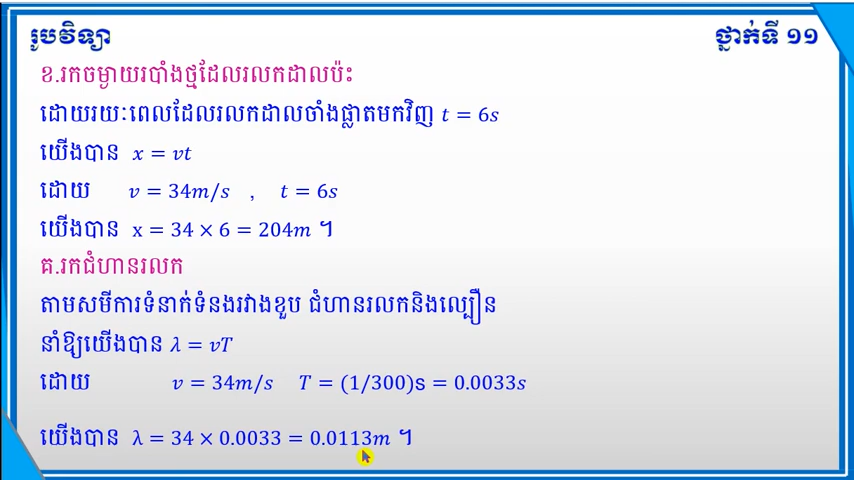 រូបវិទ្យា
ថ្នាក់ទី ១១
ខ.រកចម្ងាយរបាំងថ្មដែលរលកដាលប៉ះ
ដោយរយៈពេលដែលរលកដាលចាំងផ្លាតមកវិញ t = 6s
យើងបាន x = vt
ដោយ v = 34m/s , t = 6s
យើងបាន x = 34 × 6 = 204m ។
គ.រកជំហានរលក
តាមសមីការទំនាក់ទំនងរវាងខួប ជំហានរលកនិងល្បឿន
នាំឱ្យយើងបាន λ = vT
ដោយ v = 34m/s T = (1/300)s = 0.0033s
យើងបាន λ = 34 × 0.0033 = 0.0113m ។